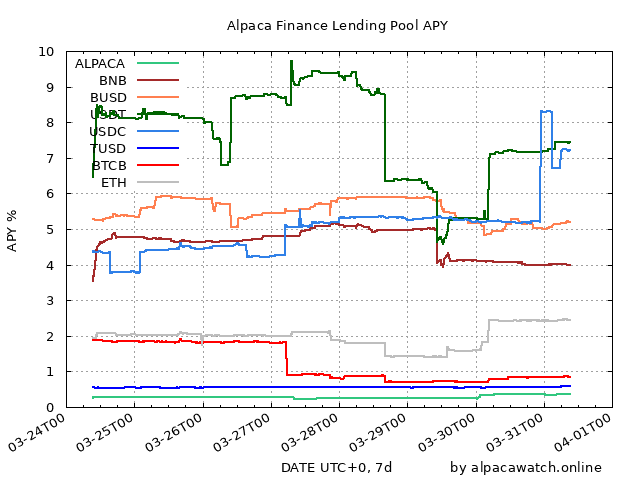 Alpaca Finance Lending Pool APY
10
9
8
7
6
5
4
3
2
1
0
APY %
ALPACA
BNB
BUSD
USDT
USDC
TUSD
BTCB
ETH
03-24T00
03-25T00
03-26T00
03-27T00
03-28T00
03-29T00
03-30T00
03-31T00
04-01T00
DATE UTC+0, 7d
by alpacawatch.online